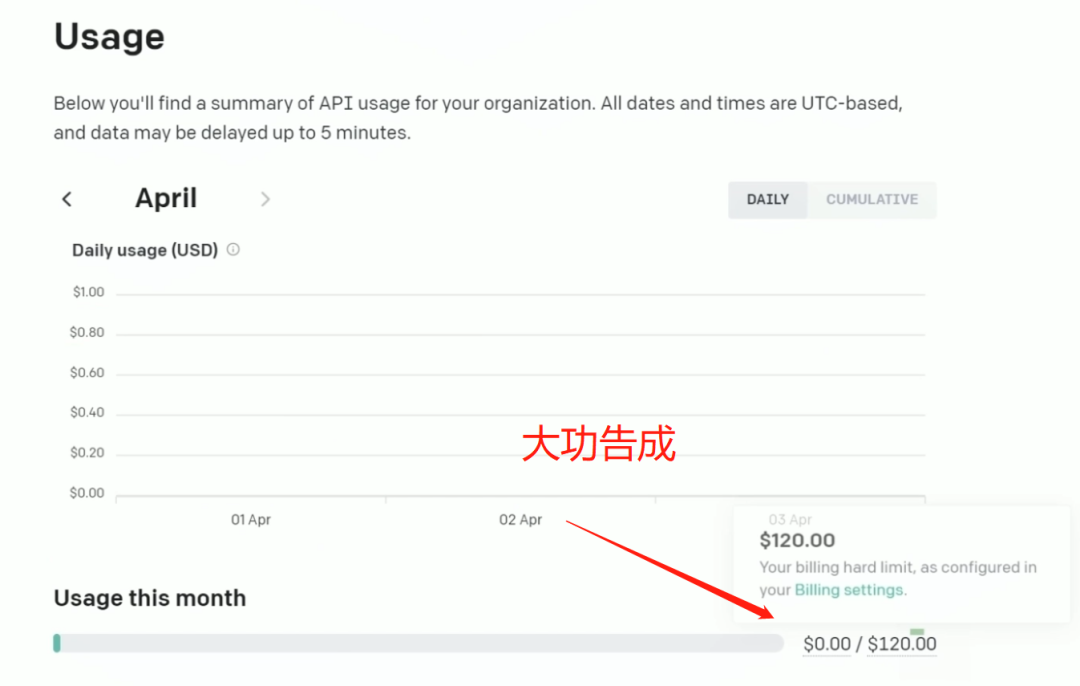 Usage
Below you'll find a summary of API usage for your organization. All dates and times are UTC-based,
and data may be delayed up to 5 minutes.
April
DAILY
CUMULATIVE
Daily usage (USD)
$1.00
$0.80
$0.60
$0.40
大功告成
$0.20
$0.00
01 Apr
02 Apr
03 Apr
$120.00
Your billing hard limit, as configured in
your Billing settings.
Usage this month
$0.00 / $120.00